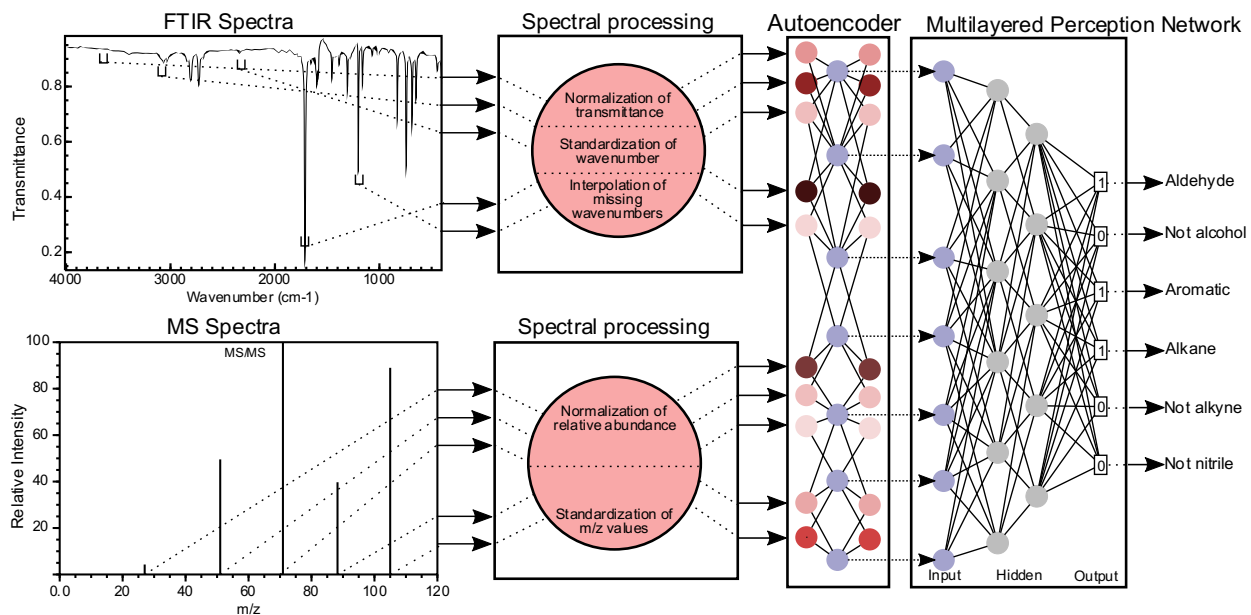 FTIR Spectra
Spectral processing
Autoencoder
Multilayered Perception Network
Transmittance
0.8
0.6
0.4
0.2
4000
3000
2000
1000
Wavenumber (cm-1)
Normalization of
transmittance
Standardization of
wavenumber
Interpolation of
missing
wavenumbers
MS Spectra
Spectral processing
MS/MS
Relative Intensity
100
80
60
40
20
0.0
20
40
60
80
100
120
m/z
Normalization of
relative abundance
Standardization of
m/z values
1
Aldehyde
0
Not alcohol
1
Aromatic
1
Alkane
0
Not alkyne
0
Not nitrile
Input
Hidden
Output